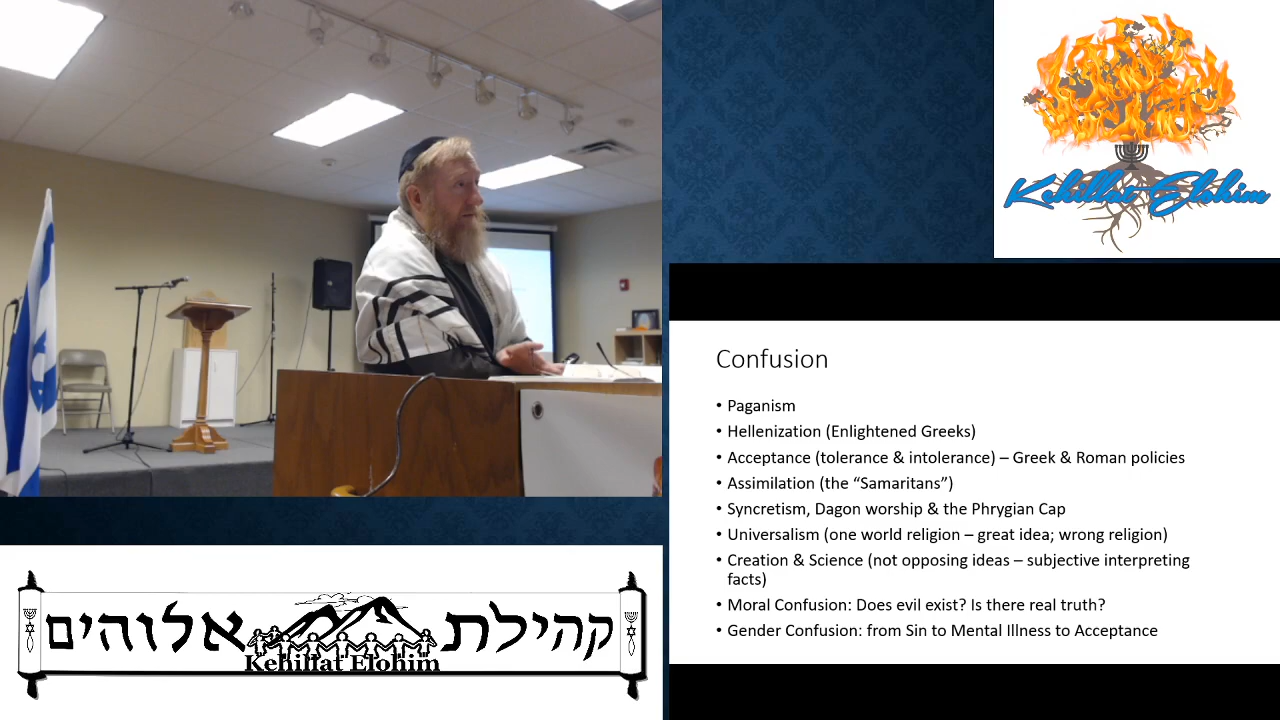 Kehillat Elohim
Confusion
• Paganism
• Hellenization (Enlightened Greeks)
• Acceptance (tolerance & intolerance) – Greek & Roman policies
• Assimilation (the “Samaritans”)
• Syncretism, Dagon worship & the Phrygian Cap
• Universalism (one world religion – great idea; wrong religion)
• Creation & Science (not opposing ideas – subjective interpreting
facts)
• Moral Confusion: Does evil exist? Is there real truth?
• Gender Confusion: from Sin to Mental Illness to Acceptance
קהילת אלוהים
Kehillat Elohim